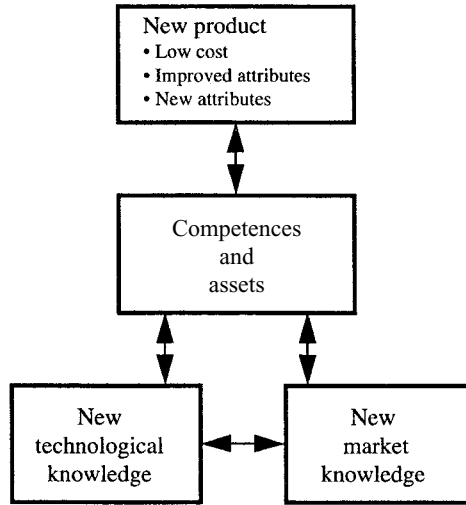 New product
• Low cost
• Improved attributes
• New attributes
Competences
and
assets
New
technological
knowledge
New
market
knowledge